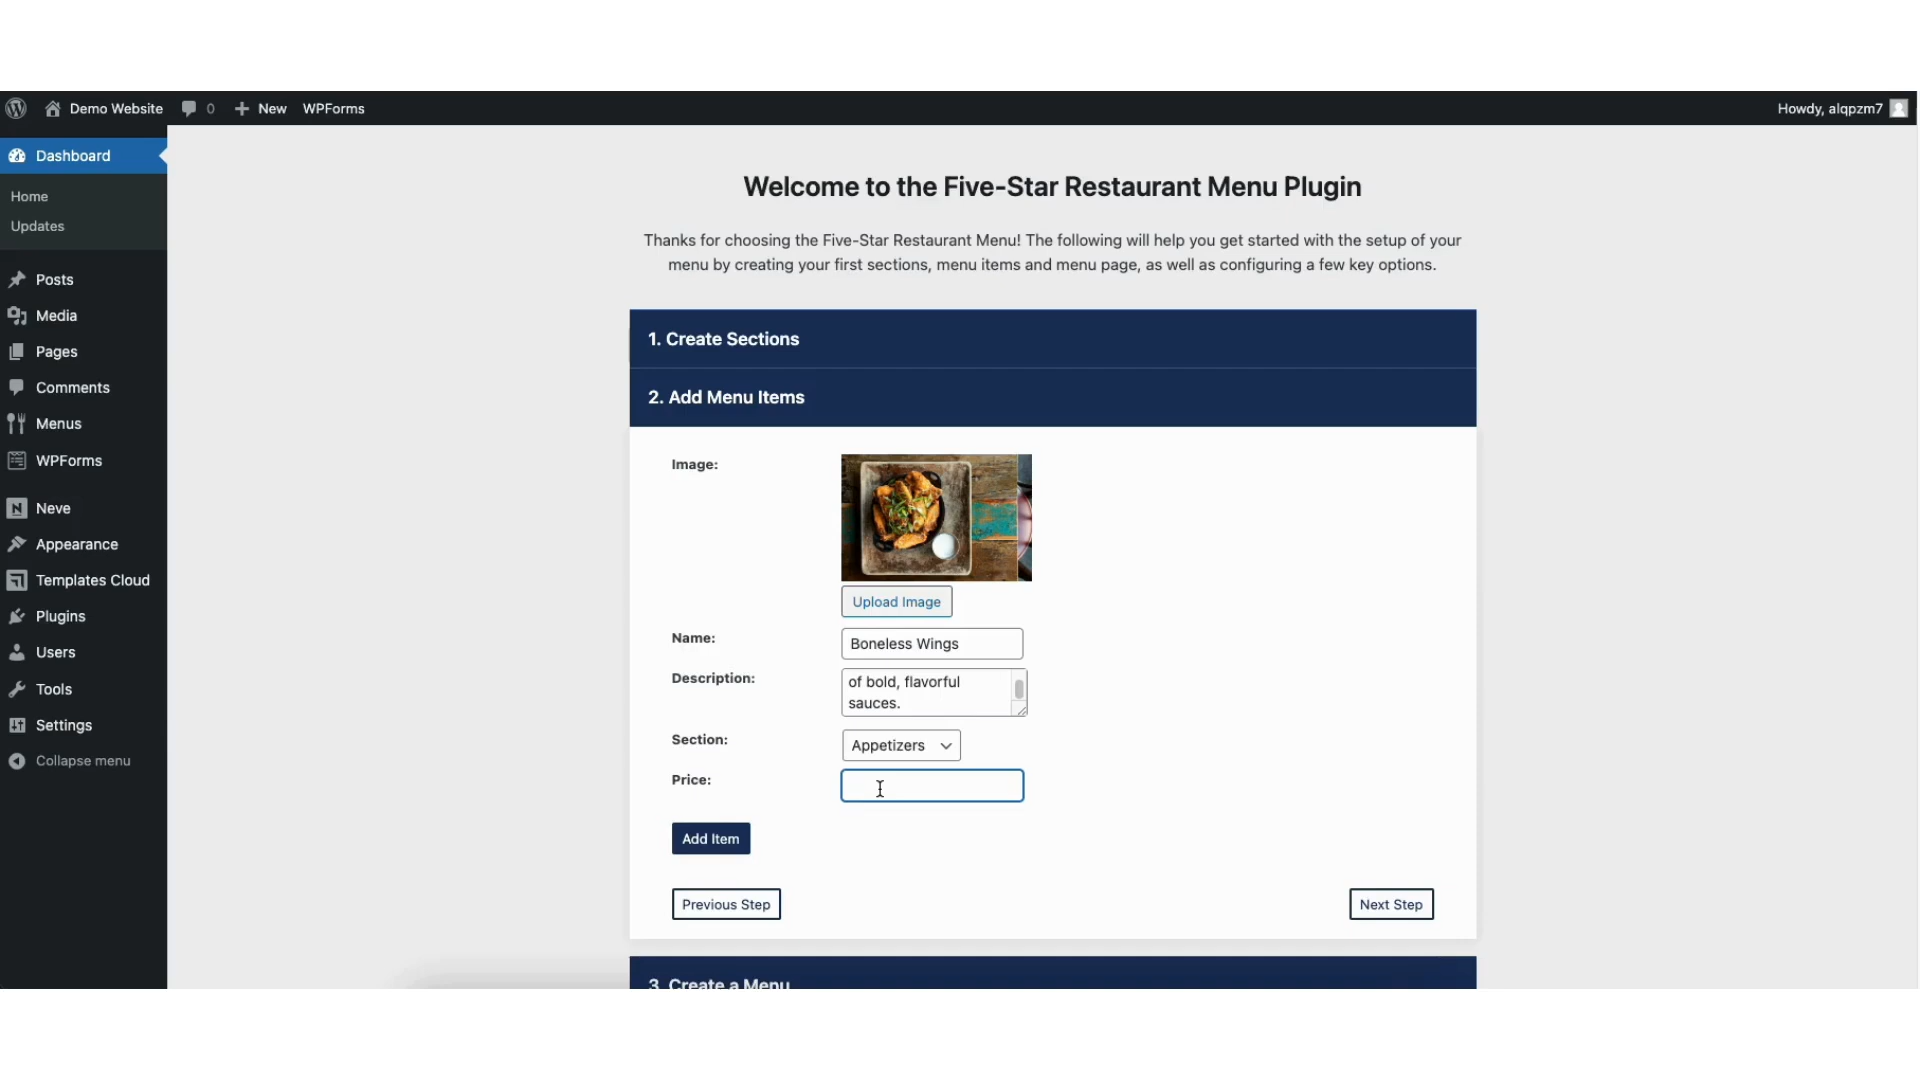 Demo Website
0
New
WPForms
Howdy, alqpzm7
Dashboard
Home
Updates
Posts
Media
Pages
Comments
Menus
WPForms
Neve
Appearance
Templates Cloud
Plugins
Users
Tools
Settings
Collapse menu
Welcome to the Five-Star Restaurant Menu Plugin
Thanks for choosing the Five-Star Restaurant Menu! The following will help you get started with the setup of your
menu by creating your first sections, menu items and menu page, as well as configuring a few key options.
1. Create Sections
2. Add Menu Items
Image:
Upload Image
Name:
Boneless Wings
Description:
of bold, flavorful
sauces.
Section:
Appetizers
Price:
Add Item
Previous Step
Next Step
3. Create a Menu